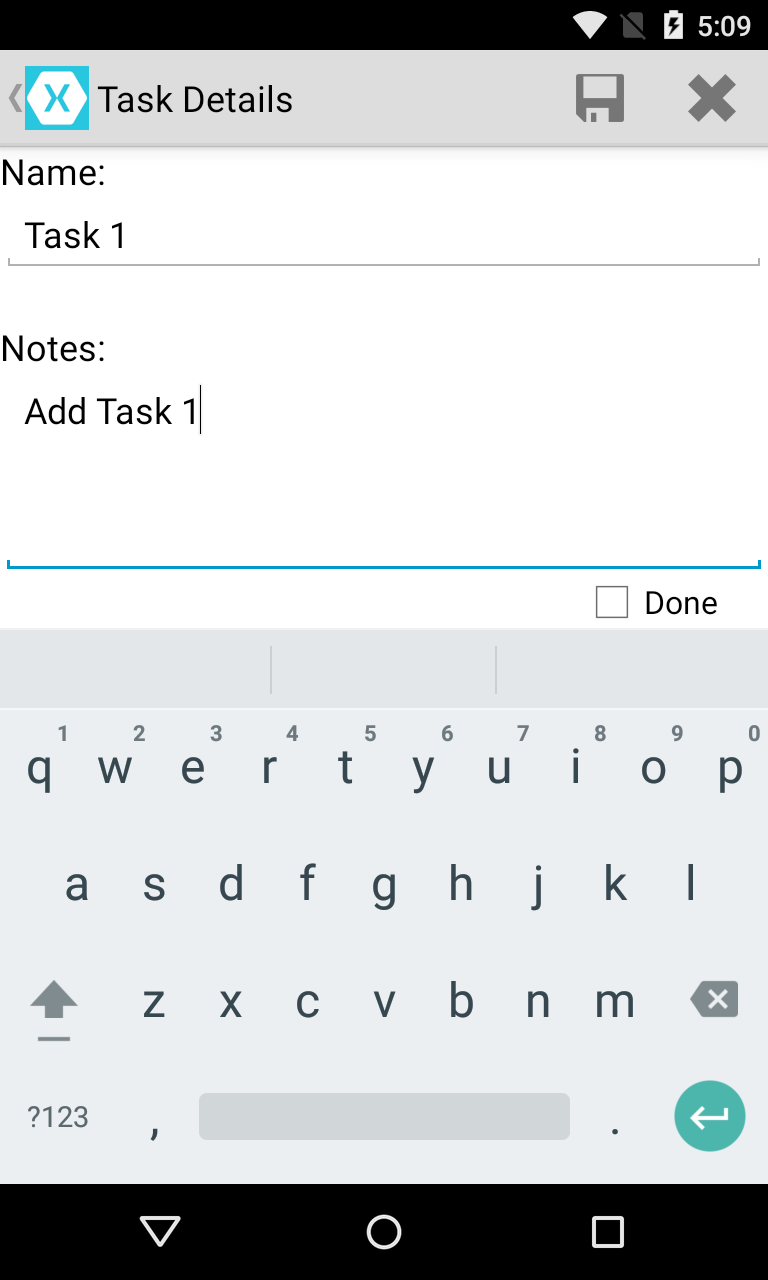 5:09
X Task Details
Name:
Task 1
Notes:
Add Task 1
Done
1 2 3 4 5 6 7 8 9 0
q w e r t y u i o p
a s d f g h j k l
z x c v b n m
?123 , .